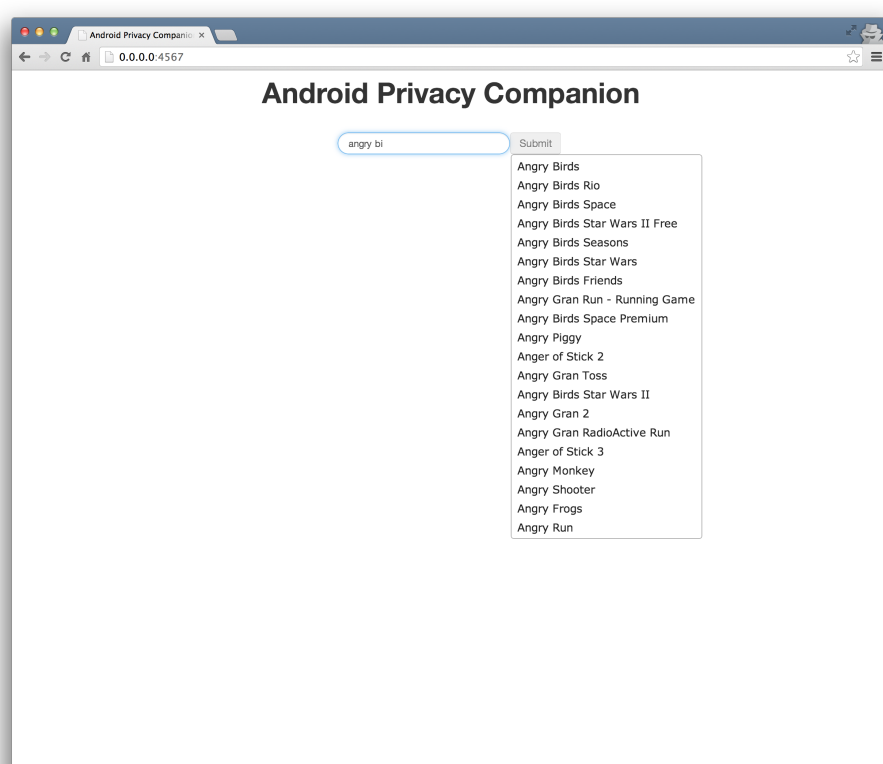 Android Privacy Companio
0.0.0.0:4567
Android Privacy Companion
angry bi Submit
Angry Birds
Angry Birds Rio
Angry Birds Space
Angry Birds Star Wars II Free
Angry Birds Seasons
Angry Birds Star Wars
Angry Birds Friends
Angry Gran Run - Running Game
Angry Birds Space Premium
Angry Piggy
Anger of Stick 2
Angry Gran Toss
Angry Birds Star Wars II
Angry Gran 2
Angry Gran RadioActive Run
Anger of Stick 3
Angry Monkey
Angry Shooter
Angry Frogs
Angry Run